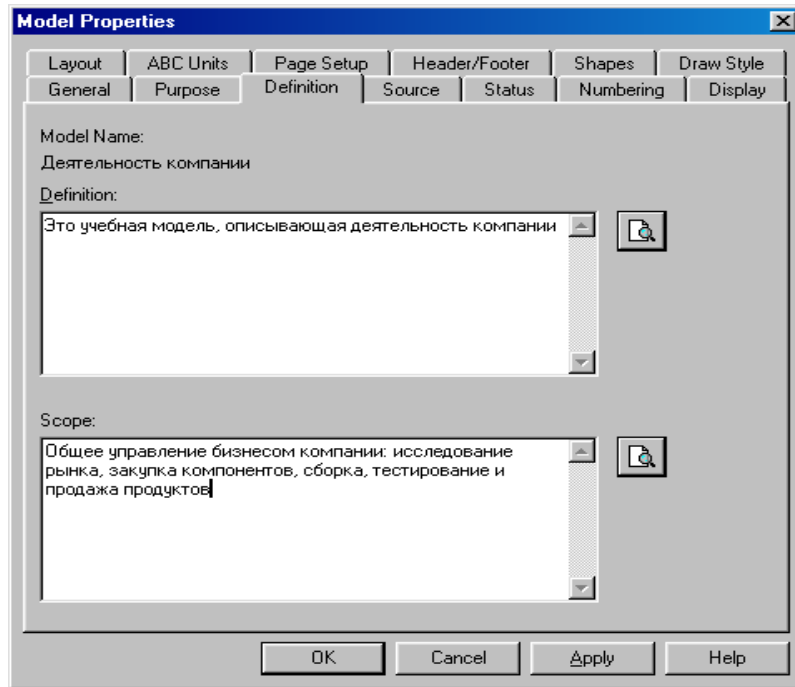 Model Properties
Layout ABC Units Page Setup Header/Footer Shapes Draw Style
General Purpose Definition Source Status Numbering Display
Model Name:
Деятельность компании
Definition:
Это учебная модель, описывающая деятельность компании
Scope:
Общее управление бизнесом компании: исследование
рынка, закупка компонентов, сборка, тестирование и
продажа продуктов
OK Cancel Apply Help